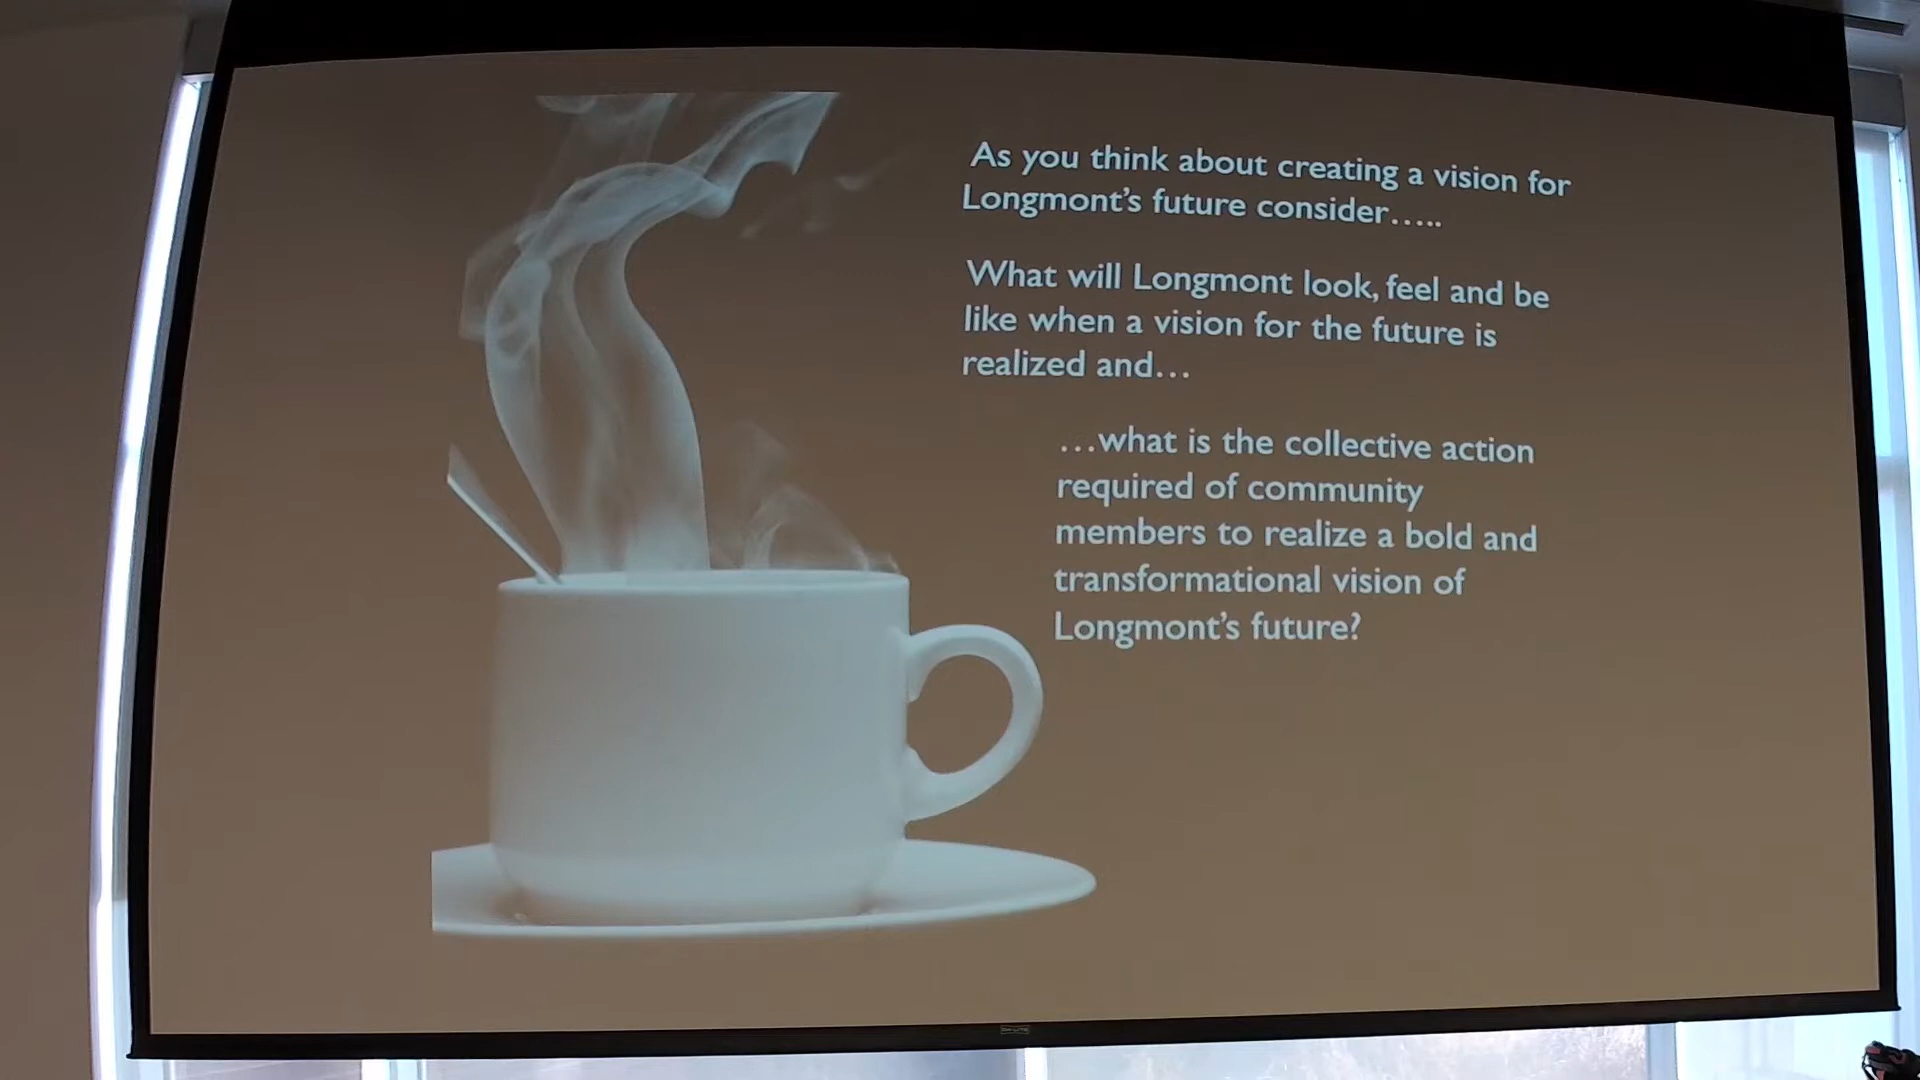 As you think about creating a vision for
Longmont's future consider.....
What will Longmont look, feel and be
like when a vision for the future is
realized and...
...what is the collective action
required of community
members to realize a bold and
transformational vision of
Longmont's future?